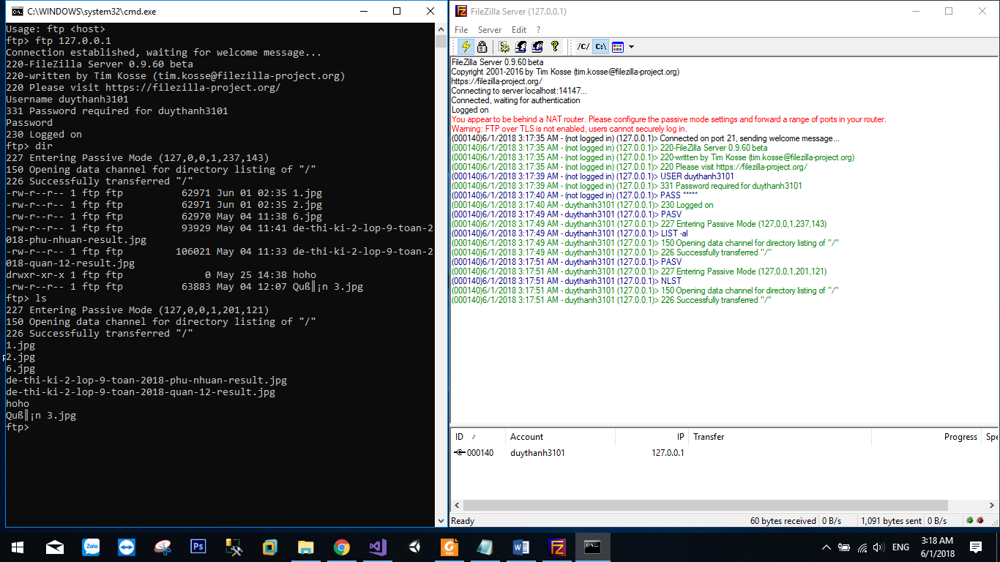 C:\WINDOWS\system32\cmd.exe
Usage: ftp <host>
ftp> ftp 127.0.0.1
Connection established, waiting for welcome message...
220-FileZilla Server 0.9.60 beta
220-written by Tim Kosse (tim.kosse@filezilla-project.org)
220 Please visit https://filezilla-project.org/
Username duythanh3101
331 Password required for duythanh3101
Password
230 Logged on
ftp> dir
227 Entering Passive Mode (127,0,0,1,237,143)
150 Opening data channel for directory listing of "/"
226 Successfully transferred "/"
-rw-r--r-- 1 ftp ftp          62971 Jun 01 02:35 1.jpg
-rw-r--r-- 1 ftp ftp          62971 Jun 01 02:35 2.jpg
-rw-r--r-- 1 ftp ftp          62970 May 04 11:38 6.jpg
-rw-r--r-- 1 ftp ftp          93929 May 04 11:41 de-thi-ki-2-lop-9-toan-2
018-phu-nhuan-result.jpg
-rw-r--r-- 1 ftp ftp         106021 May 04 11:33 de-thi-ki-2-lop-9-toan-2
018-quan-12-result.jpg
drwxr-xr-x 1 ftp ftp              0 May 25 14:38 hoho
-rw-r--r-- 1 ftp ftp          63883 May 04 12:07 Quß║¡n 3.jpg
ftp> ls
227 Entering Passive Mode (127,0,0,1,201,121)
150 Opening data channel for directory listing of "/"
226 Successfully transferred "/"
1.jpg
2.jpg
6.jpg
de-thi-ki-2-lop-9-toan-2018-phu-nhuan-result.jpg
de-thi-ki-2-lop-9-toan-2018-quan-12-result.jpg
hoho
Quß║¡n 3.jpg
ftp>
FileZilla Server (127.0.0.1)
File Server Edit ?
/C/ C:\
FileZilla Server 0.9.60 beta
Copyright 2001-2016 by Tim Kosse (tim.kosse@filezilla-project.org)
https://filezilla-project.org/
Connecting to server localhost:14147...
Connected, waiting for authentication
Logged on
You appear to be behind a NAT router. Please configure the passive mode settings and forward a range of ports in your router.
Warning: FTP over TLS is not enabled, users cannot securely log in.
(000140)6/1/2018 3:17:35 AM - (not logged in) (127.0.0.1)> Connected on port 21, sending welcome message...
(000140)6/1/2018 3:17:35 AM - (not logged in) (127.0.0.1)> 220-FileZilla Server 0.9.60 beta
(000140)6/1/2018 3:17:35 AM - (not logged in) (127.0.0.1)> 220-written by Tim Kosse (tim.kosse@filezilla-project.org)
(000140)6/1/2018 3:17:35 AM - (not logged in) (127.0.0.1)> 220 Please visit https://filezilla-project.org/
(000140)6/1/2018 3:17:39 AM - (not logged in) (127.0.0.1)> USER duythanh3101
(000140)6/1/2018 3:17:39 AM - (not logged in) (127.0.0.1)> 331 Password required for duythanh3101
(000140)6/1/2018 3:17:40 AM - (not logged in) (127.0.0.1)> PASS *****
(000140)6/1/2018 3:17:40 AM - duythanh3101 (127.0.0.1)> 230 Logged on
(000140)6/1/2018 3:17:49 AM - duythanh3101 (127.0.0.1)> PASV
(000140)6/1/2018 3:17:49 AM - duythanh3101 (127.0.0.1)> 227 Entering Passive Mode (127,0,0,1,237,143)
(000140)6/1/2018 3:17:49 AM - duythanh3101 (127.0.0.1)> LIST -al
(000140)6/1/2018 3:17:49 AM - duythanh3101 (127.0.0.1)> 150 Opening data channel for directory listing of "/"
(000140)6/1/2018 3:17:49 AM - duythanh3101 (127.0.0.1)> 226 Successfully transferred "/"
(000140)6/1/2018 3:17:51 AM - duythanh3101 (127.0.0.1)> PASV
(000140)6/1/2018 3:17:51 AM - duythanh3101 (127.0.0.1)> 227 Entering Passive Mode (127,0,0,1,201,121)
(000140)6/1/2018 3:17:51 AM - duythanh3101 (127.0.0.1)> NLST
(000140)6/1/2018 3:17:51 AM - duythanh3101 (127.0.0.1)> 150 Opening data channel for directory listing of "/"
(000140)6/1/2018 3:17:51 AM - duythanh3101 (127.0.0.1)> 226 Successfully transferred "/"
ID / Account IP Transfer Progress Spe
000140 duythanh3101 127.0.0.1
Ready 60 bytes received 0 B/s 1,091 bytes sent 0 B/s
Zalo Ps PDF W ENG
3:18 AM
6/1/2018